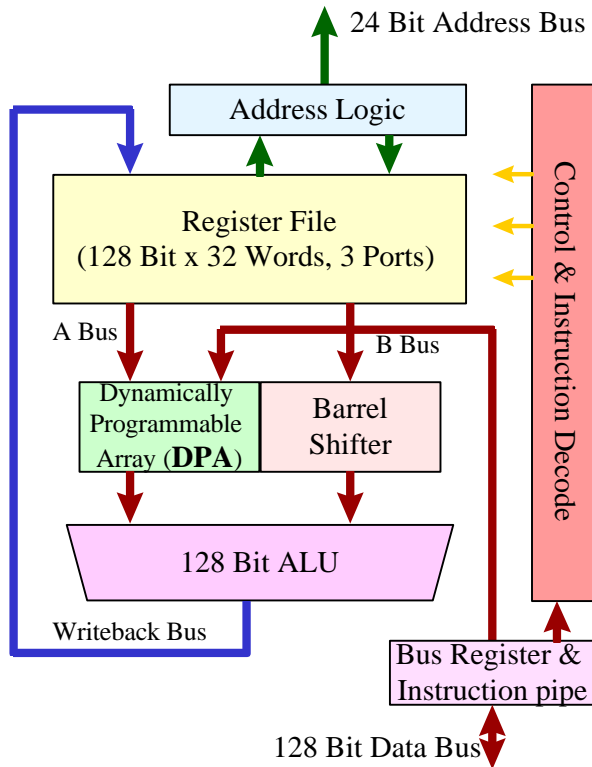 24 Bit Address Bus
Address Logic
Register File
(128 Bit x 32 Words, 3 Ports)
Control & Instruction Decode
A Bus
B Bus
Dynamically
Programmable
Array (DPA)
Barrel
Shifter
128 Bit ALU
Writeback Bus
Bus Register &
Instruction pipe
128 Bit Data Bus